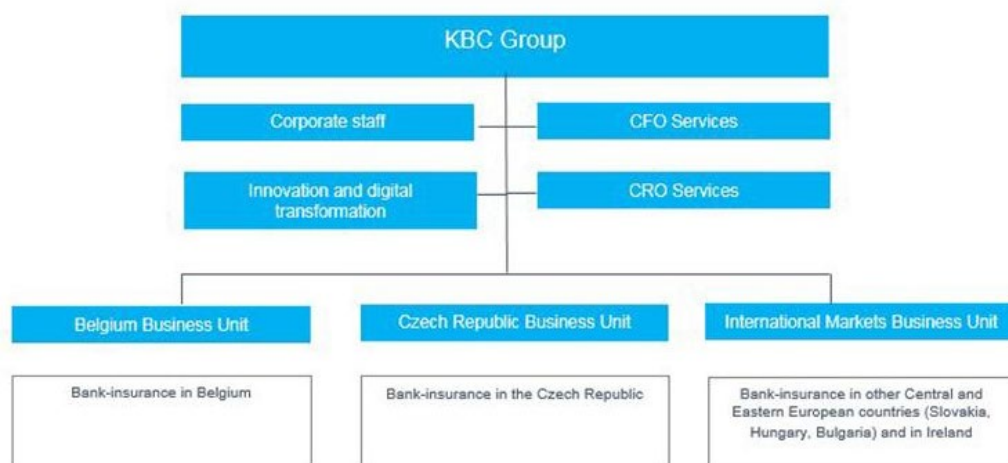 KBC Group
Corporate staff
CFO Services
Innovation and digital
transformation
CRO Services
Belgium Business Unit
Czech Republic Business Unit
International Markets Business Unit
Bank-insurance in Belgium
Bank-insurance in the Czech Republic
Bank-insurance in other Central and
Eastern European countries (Slovakia,
Hungary, Bulgaria) and in Ireland